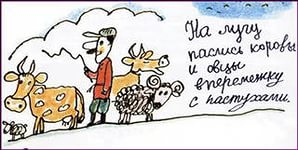 На лугу
паслись коровы
и овцы
вперемежку
с пастухами.